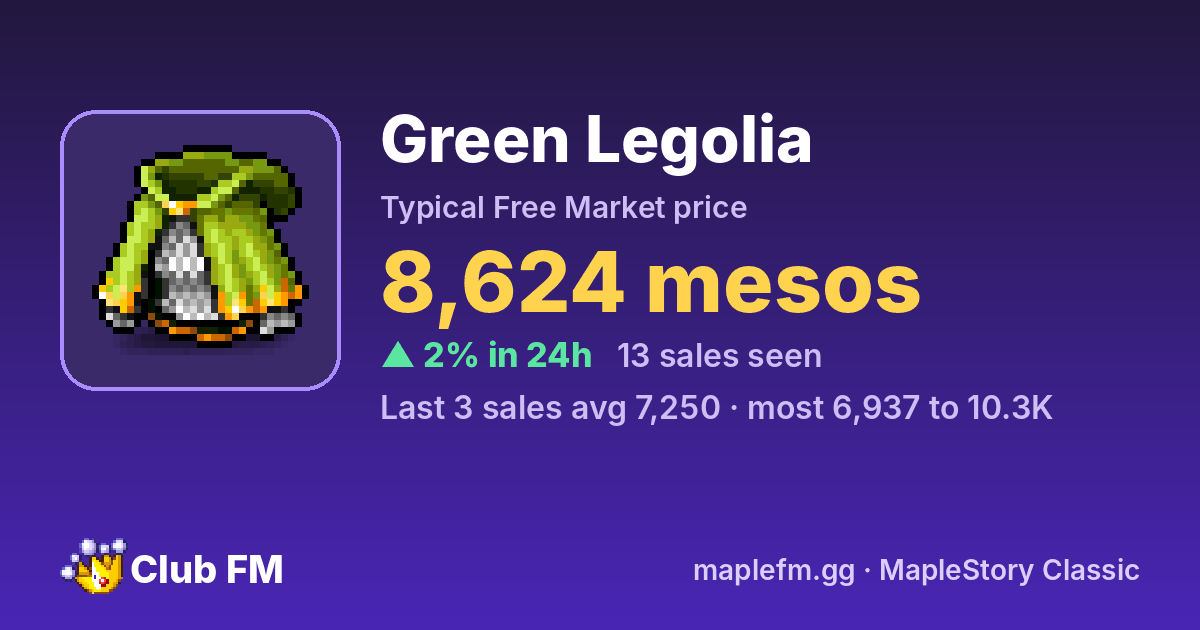 Green Legolia
Typical Free Market price
8,624 mesos
▲ 2% in 24h 13 sales seen
Last 3 sales avg 7,250 · most 6,937 to 10.3K
Club FM
maplefm.gg · MapleStory Classic